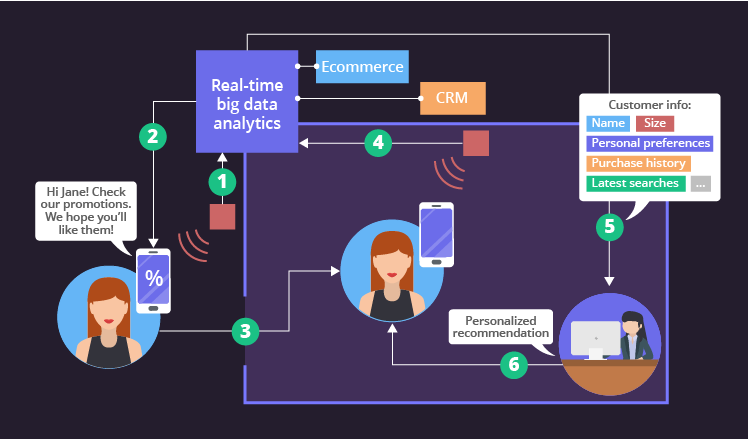 Real-time
big data
analytics
Ecommerce
CRM
Customer info:
Name
Size
Personal preferences
Purchase history
Latest searches
...
2
4
1
Hi Jane! Check
our promotions.
We hope you'll
like them!
%
5
3
Personalized
recommendation
6